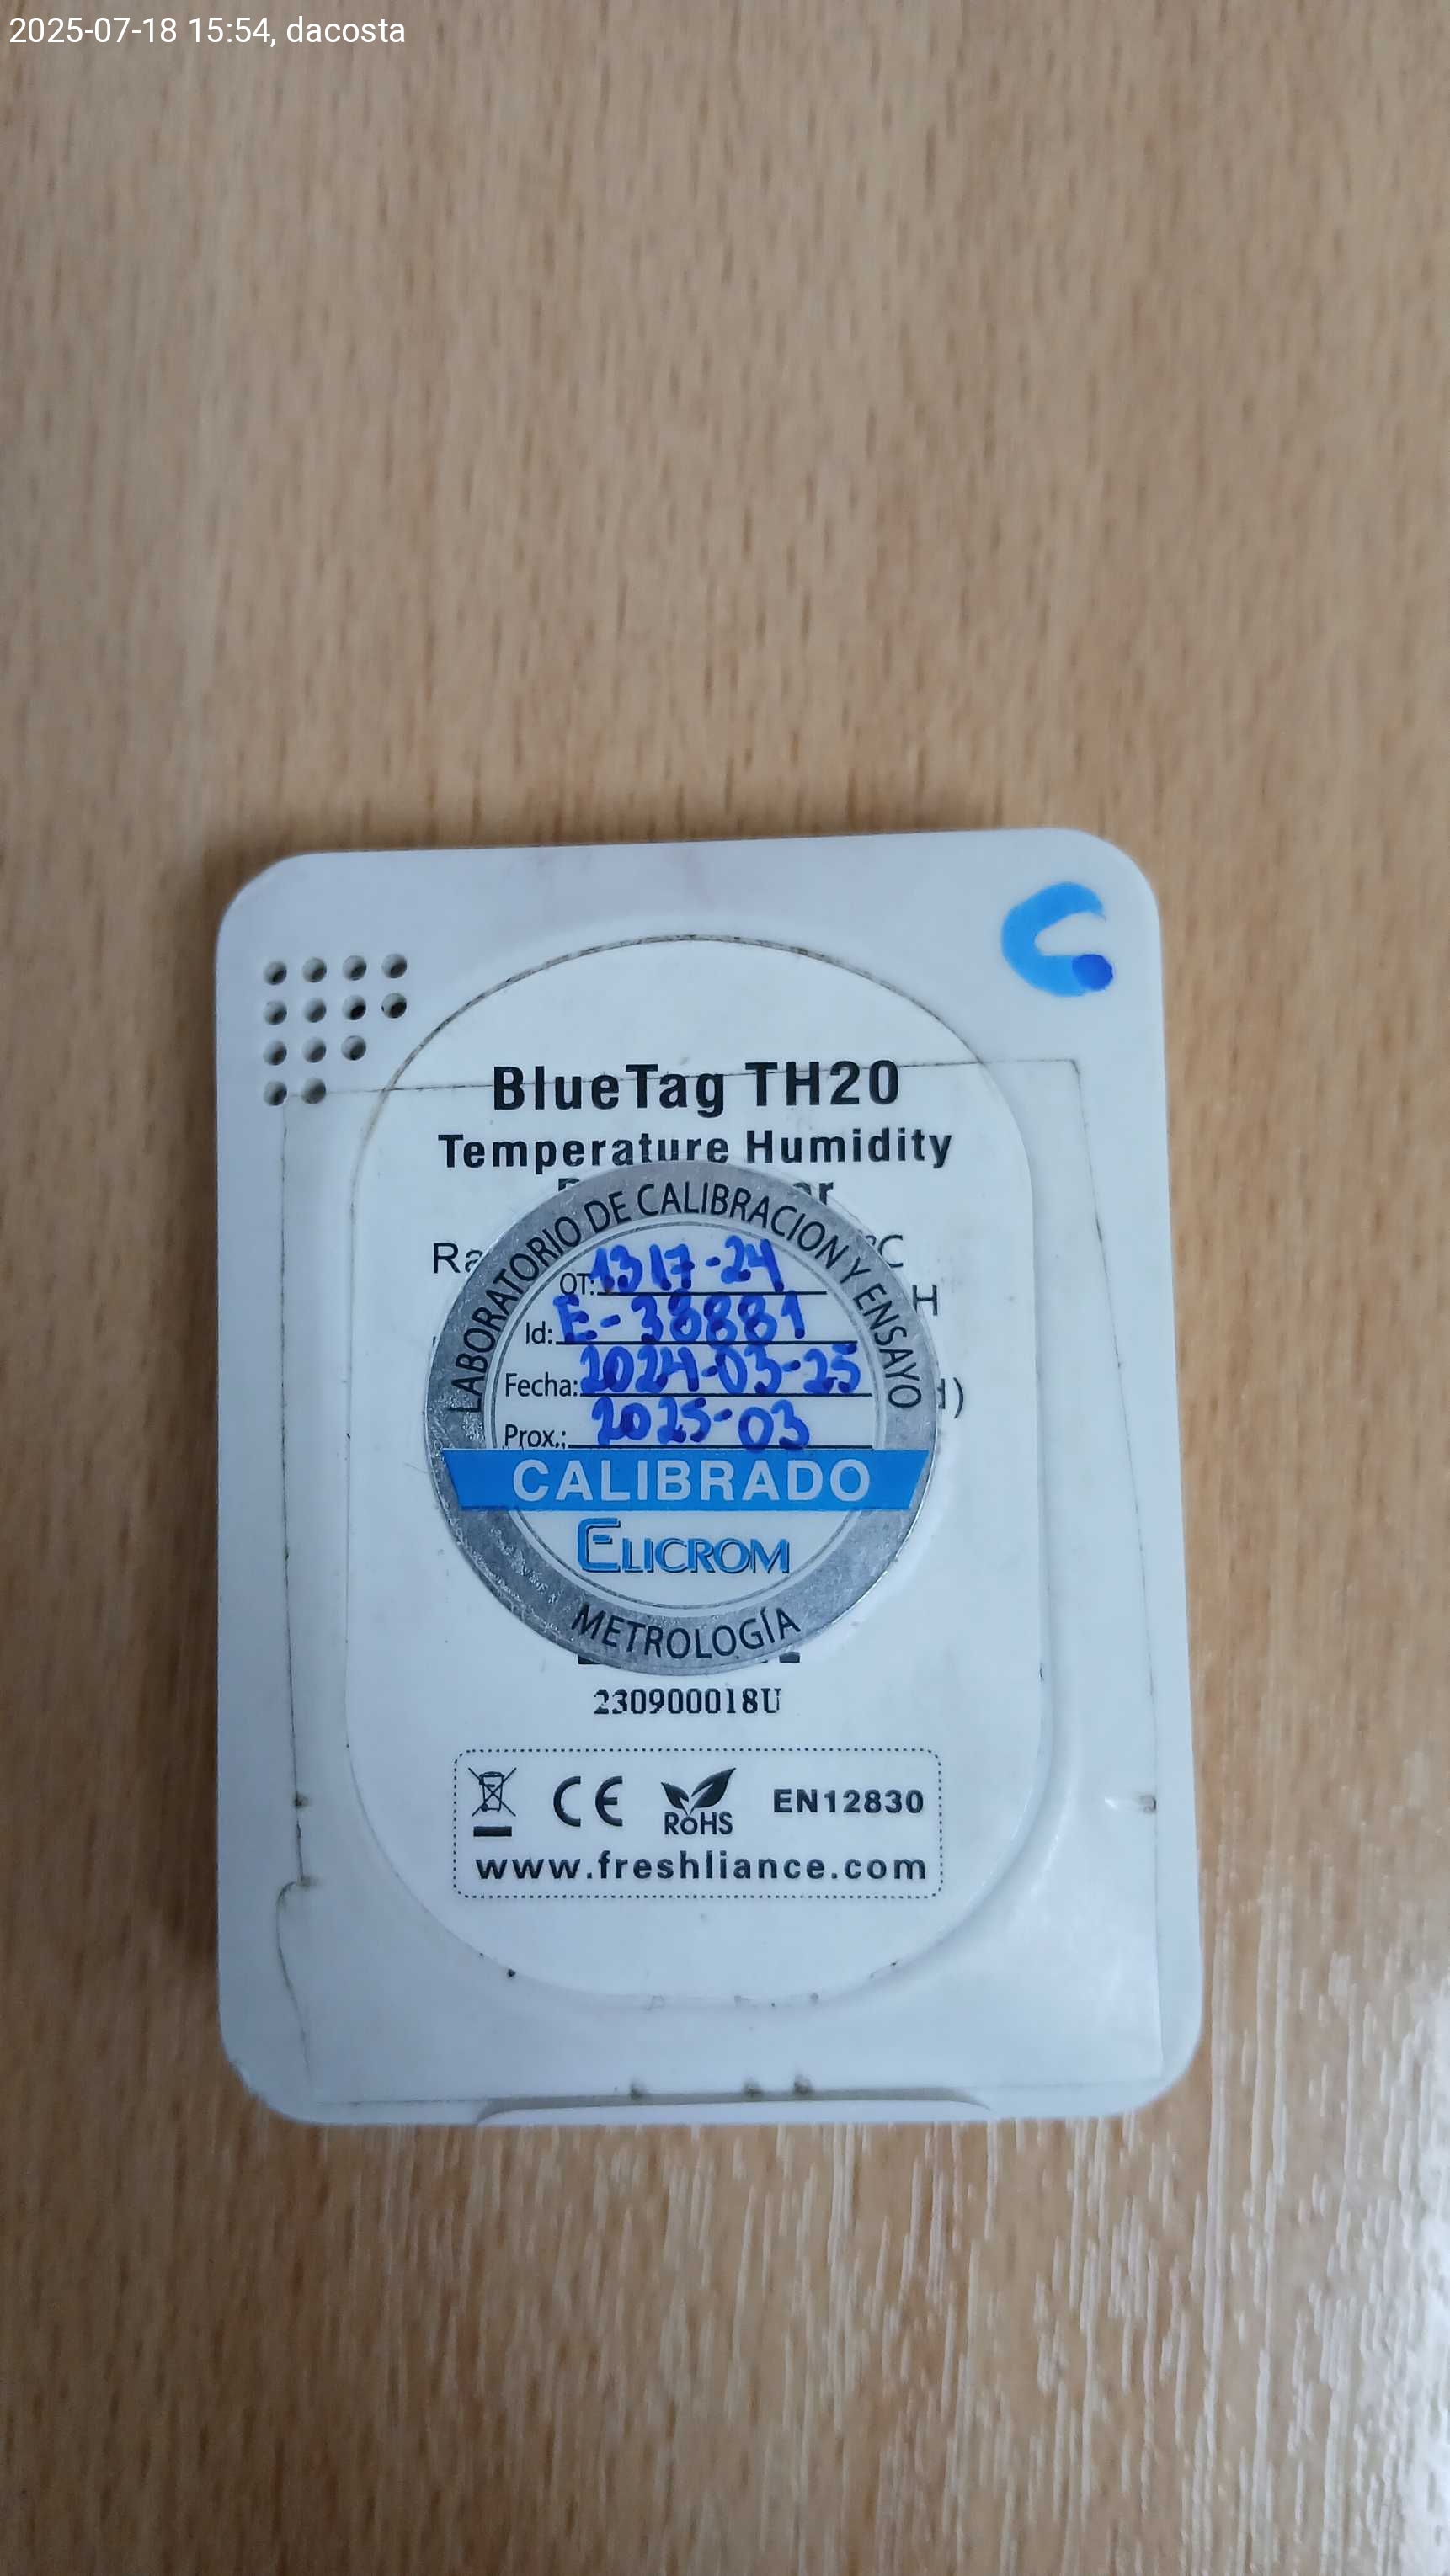 2025-07-18 15:54, dacosta
BlueTag TH20
Temperature Humidity
LABORATORIO DE CALIBRACION Y ENSAYO
OT: 1317-24
Id: E-38881
Fecha: 2024-03-25
Prox.: 2025-03
CALIBRADO
ELICROM
METROLOGÍA
230900018U
CE RoHS EN12830
www.freshliance.com